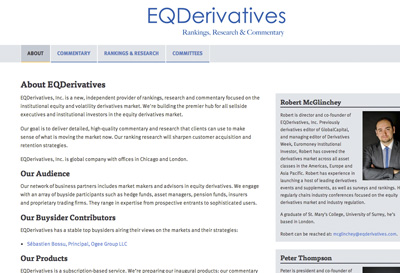 EQDerivatives
Rankings, Research & Commentary
ABOUT
COMMENTARY
RANKINGS & RESEARCH
COMMITTEES
About EQDerivatives
EQDerivatives, Inc. is a new, independent provider of rankings, research and commentary focused on the
institutional equity and volatility derivatives market. We're building the premier hub for all sellside
executives and institutional investors in the equity derivatives market.
Our goal is to deliver detailed, high-quality commentary and research that clients can use to make
sense of what is moving the market now. Our ranking research will sharpen customer acquisition and
retention strategies.
EQDerivatives, Inc. is global company with offices in Chicago and London.
Our Audience
Our network of business partners includes market makers and advisors in equity derivatives. We engage
with an array of buyside participants such as hedge funds, asset managers, pension funds, insurers
and proprietary trading firms. They range in expertise from prospective entrants to sophisticated users.
Our Buysider Contributors
EQDerivatives has a stable of top buysiders airing their views on the markets and their strategies:
Sébastien Bossu, Principal, Ogee Group LLC
Our Products
EQDerivatives is a subscription-based service. We're preparing our inaugural products: our commentary
Robert McGlinchey
Robert is director and co-founder of
EQDerivatives, Inc. Previously
derivatives editor of GlobalCapital,
and managing editor of Derivatives
Week, Euromoney Institutional
Investor, Robert has covered the
derivatives market across all asset
classes in the Americas, Europe and
Asia Pacific. Robert has experience in
launching a host of leading derivatives
events and supplements, as well as surveys and rankings. H
regularly chairs industry conferences focused on the equity
derivatives market and industry regulation.
A graduate of St. Mary's College, University of Surrey, he's
based in London.
Robert can be reached at: rmcglinchey@eqderivatives.com.
Peter Thompson
Peter is president and co-founder of